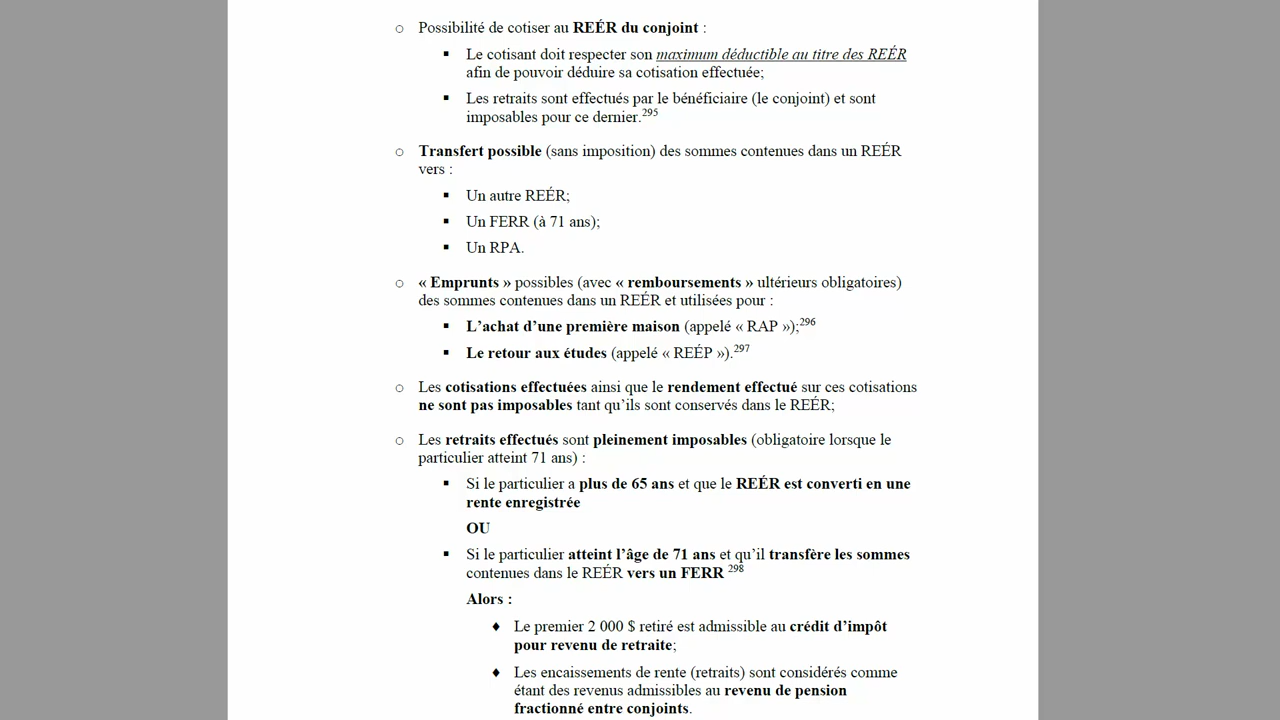 ○ Possibilité de cotiser au REÉR du conjoint :
▪ Le cotisant doit respecter son maximum déductible au titre des REÉR
afin de pouvoir déduire sa cotisation effectuée;
▪ Les retraits sont effectués par le bénéficiaire (le conjoint) et sont
imposables pour ce dernier.295
○ Transfert possible (sans imposition) des sommes contenues dans un REÉR
vers :
▪ Un autre REÉR;
▪ Un FERR (à 71 ans);
▪ Un RPA.
○ « Emprunts » possibles (avec « remboursements » ultérieurs obligatoires)
des sommes contenues dans un REÉR et utilisées pour :
▪ L'achat d'une première maison (appelé « RAP »);296
▪ Le retour aux études (appelé « REÉP »).297
○ Les cotisations effectuées ainsi que le rendement effectué sur ces cotisations
ne sont pas imposables tant qu'ils sont conservés dans le REÉR;
○ Les retraits effectués sont pleinement imposables (obligatoire lorsque le
particulier atteint 71 ans) :
▪ Si le particulier a plus de 65 ans et que le REÉR est converti en une
rente enregistrée
OU
▪ Si le particulier atteint l'âge de 71 ans et qu'il transfère les sommes
contenues dans le REÉR vers un FERR 298
Alors :
♦ Le premier 2 000 $ retiré est admissible au crédit d'impôt
pour revenu de retraite;
♦ Les encaissements de rente (retraits) sont considérés comme
étant des revenus admissibles au revenu de pension
fractionné entre conjoints.